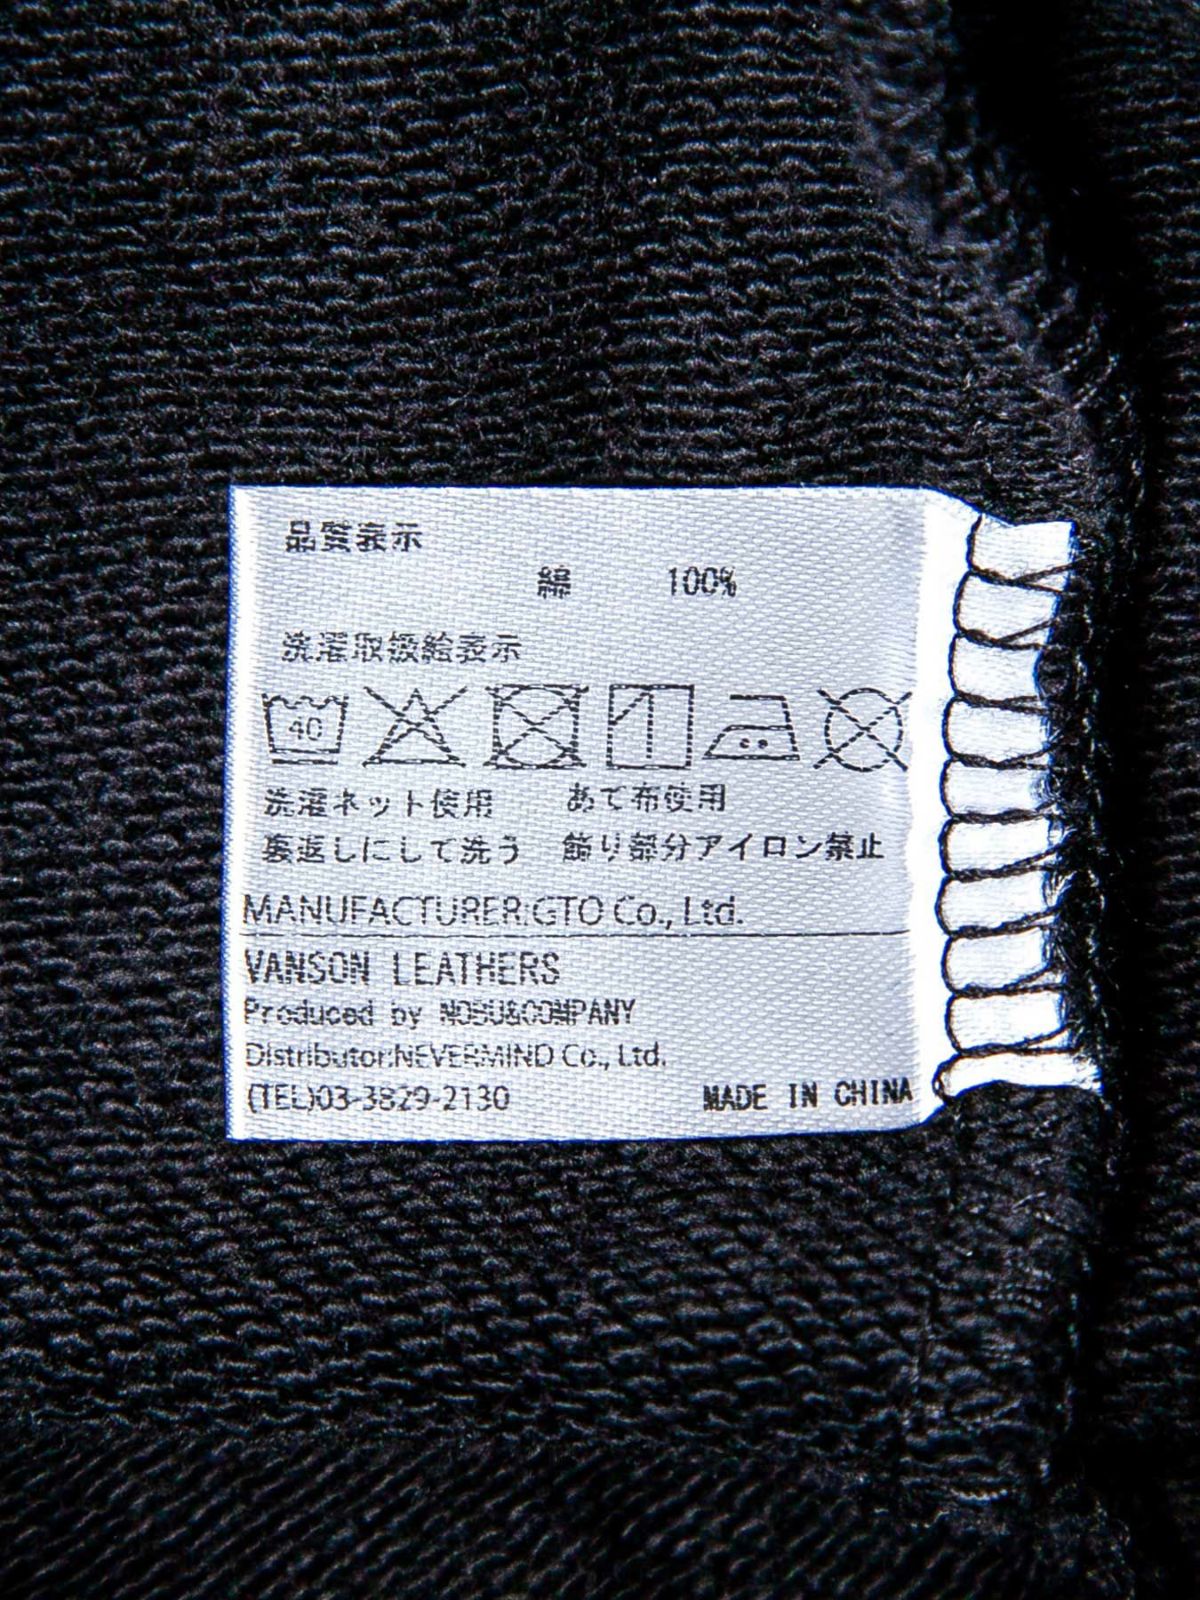 品質表示
綿 100%
洗濯取扱絵表示
40
洗濯ネット使用 あて布使用
裏返しにして洗う 飾り部分アイロン禁止
MANUFACTURER:GTO Co., Ltd.
VANSON LEATHERS
Produced by NOBU&COMPANY
Distributor:NEVERMIND Co., Ltd.
(TEL)03-3829-2130 MADE IN CHINA